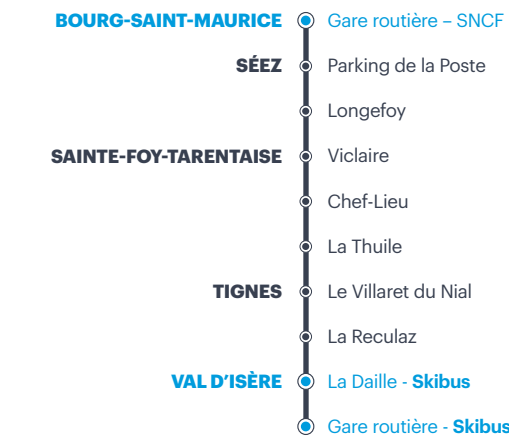 BOURG-SAINT-MAURICE Gare routière – SNCF
SÉEZ Parking de la Poste
Longefoy
SAINTE-FOY-TARENTAISE Viclaire
Chef-Lieu
La Thuile
TIGNES Le Villaret du Nial
La Reculaz
VAL D’ISÈRE La Daille - Skibus
Gare routière - Skibus